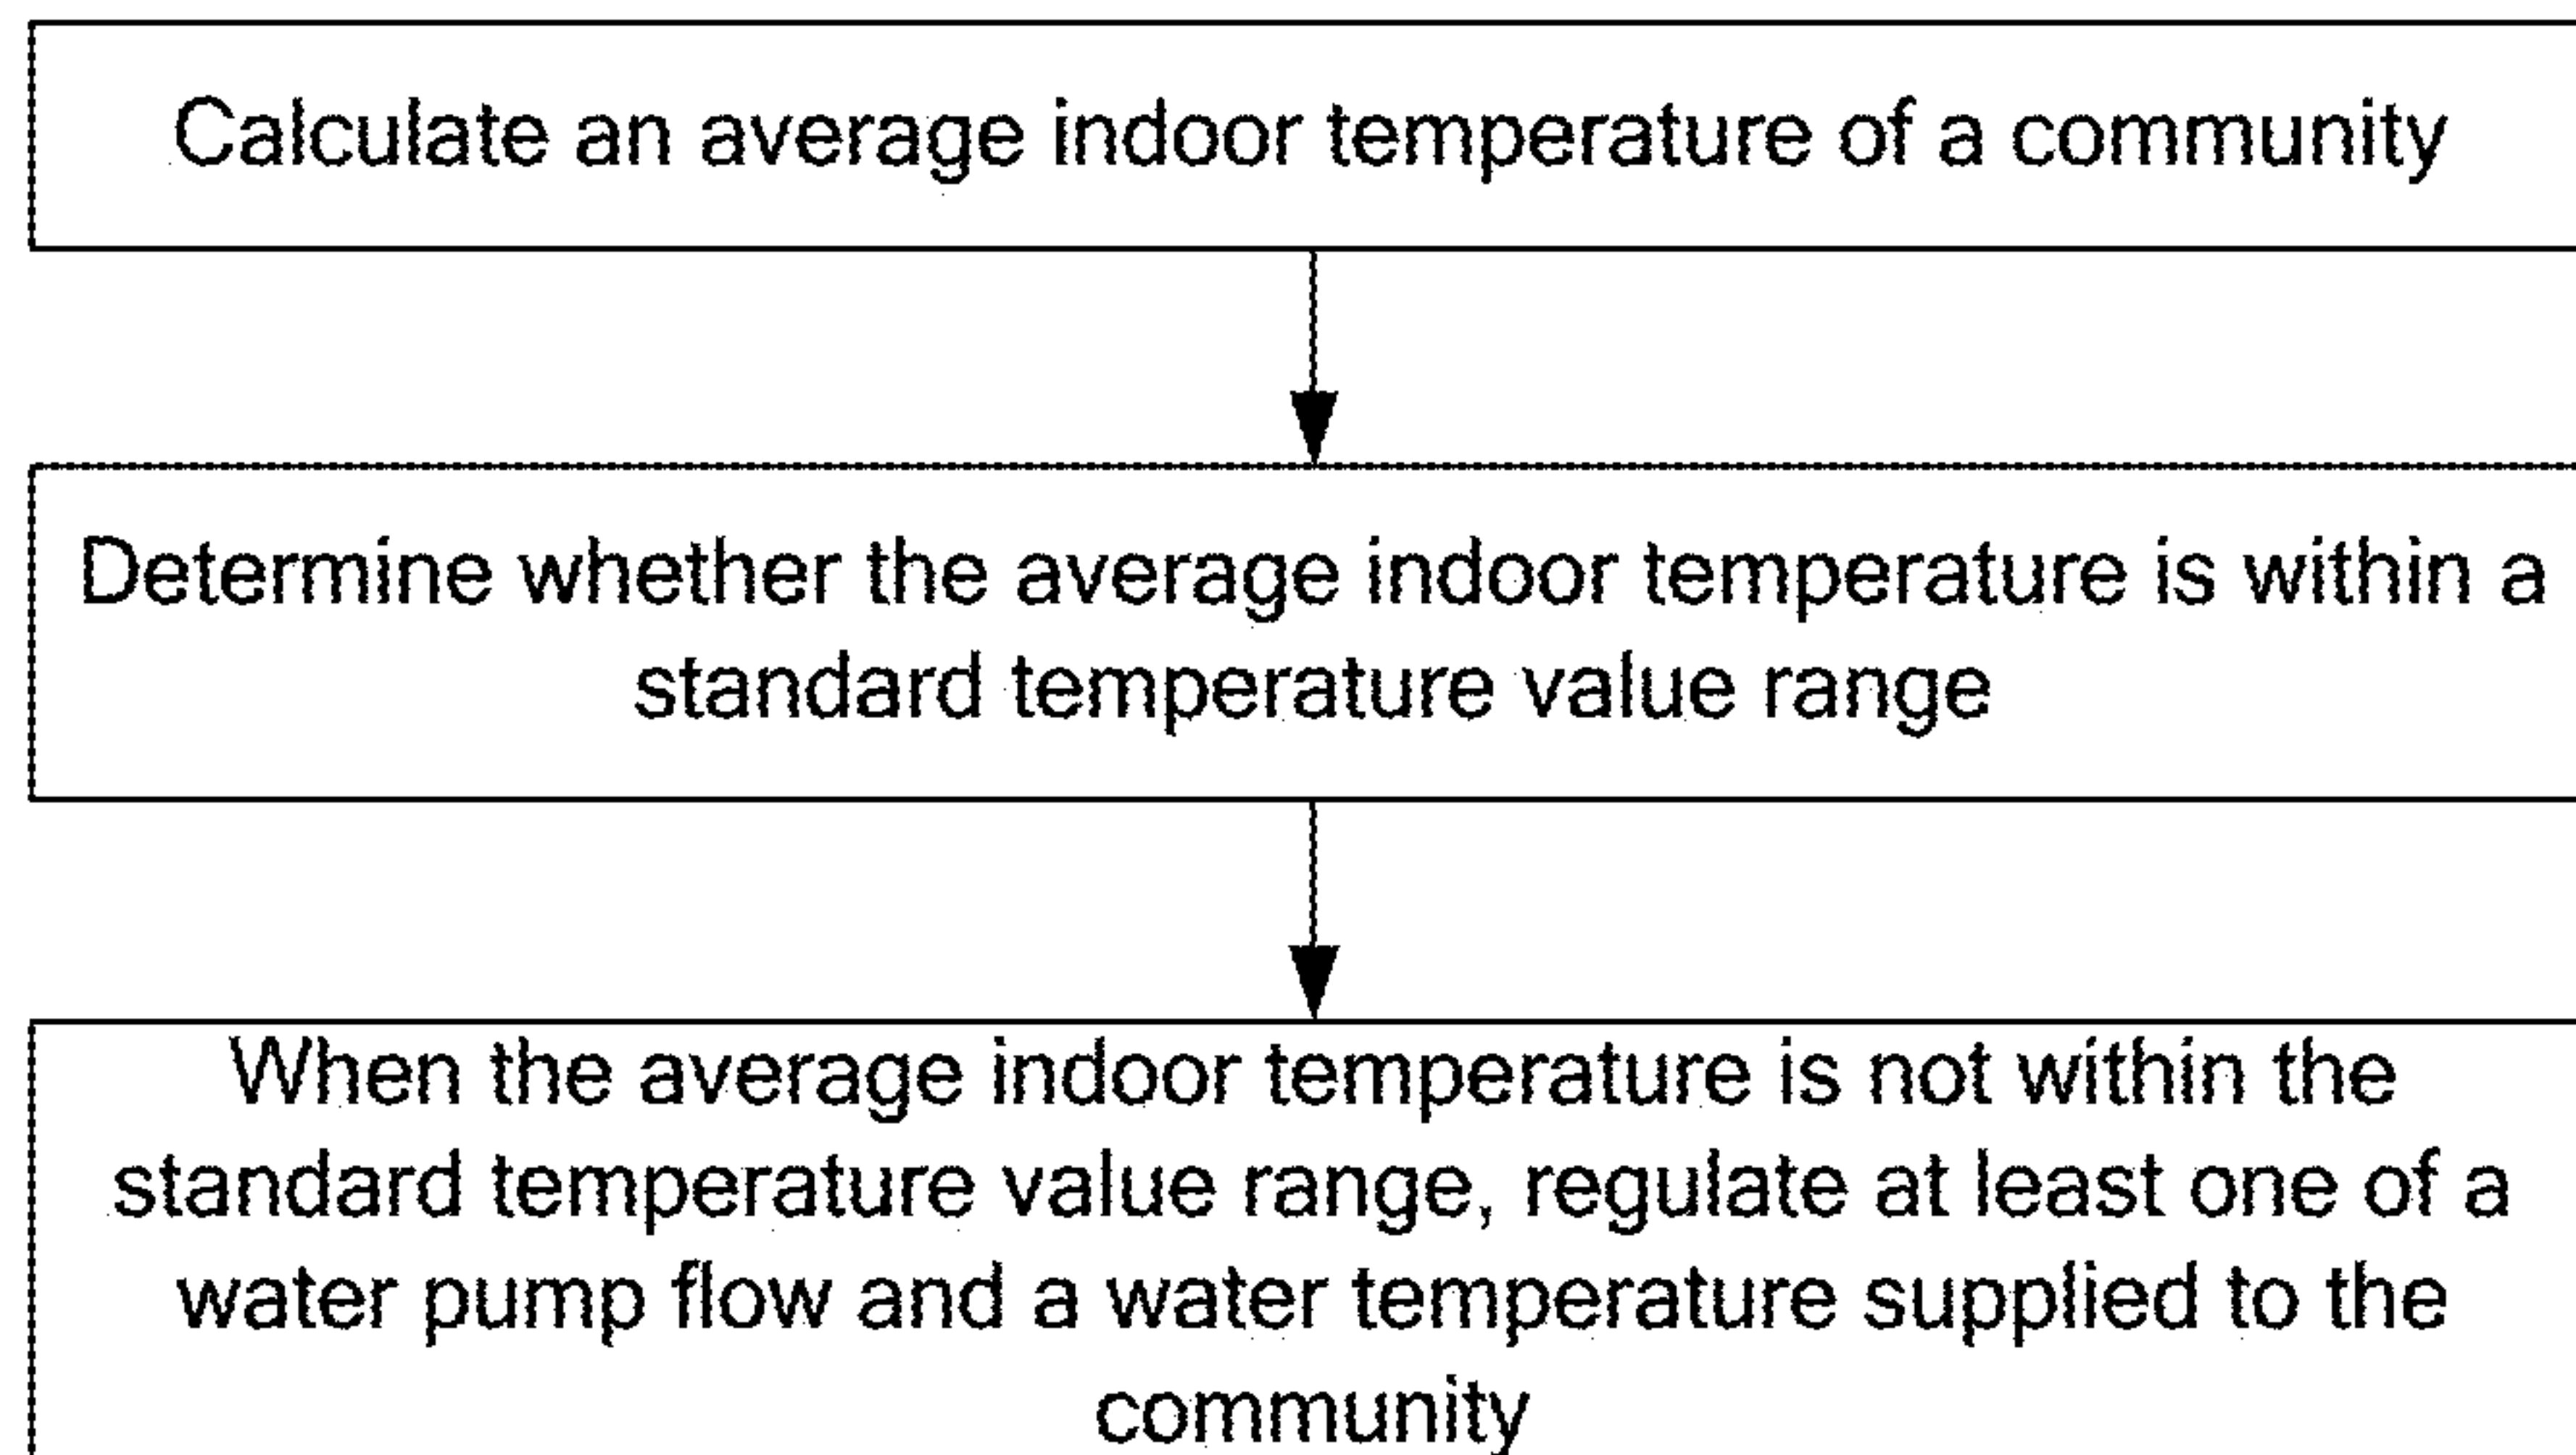 Calculate an average indoor temperature of a community
Determine whether the average indoor temperature is within a
standard temperature value range
When the average indoor temperature is not within the
standard temperature value range, regulate at least one of a
water pump flow and a water temperature supplied to the
community